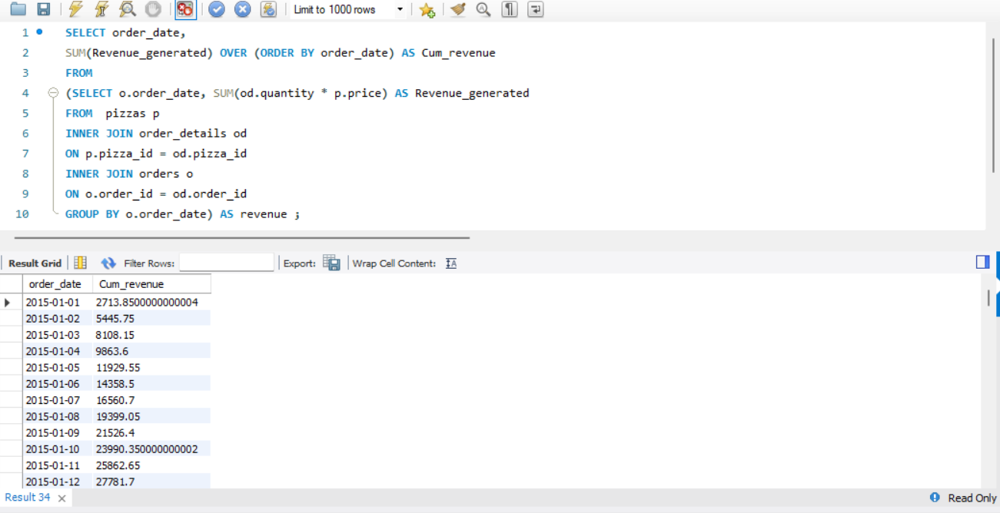 Limit to 1000 rows
1 SELECT order_date,
2 SUM(Revenue_generated) OVER (ORDER BY order_date) AS Cum_revenue
3 FROM
4 (SELECT o.order_date, SUM(od.quantity * p.price) AS Revenue_generated
5 FROM  pizzas p
6 INNER JOIN order_details od
7 ON p.pizza_id = od.pizza_id
8 INNER JOIN orders o
9 ON o.order_id = od.order_id
10 GROUP BY o.order_date) AS revenue ;
Result Grid Filter Rows: Export: Wrap Cell Content: IA
order_date Cum_revenue
2015-01-01 2713.8500000000004
2015-01-02 5445.75
2015-01-03 8108.15
2015-01-04 9863.6
2015-01-05 11929.55
2015-01-06 14358.5
2015-01-07 16560.7
2015-01-08 19399.05
2015-01-09 21526.4
2015-01-10 23990.350000000002
2015-01-11 25862.65
2015-01-12 27781.7
Result 34 Read Only